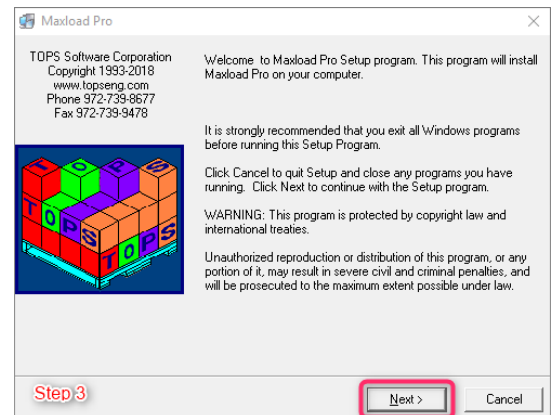 Maxload Pro
TOPS Software Corporation
Copyright 1993-2018
www.topseng.com
Phone 972-739-8677
Fax 972-739-9478
Welcome to Maxload Pro Setup program. This program will install
Maxload Pro on your computer.
It is strongly recommended that you exit all Windows programs
before running this Setup Program.
Click Cancel to quit Setup and close any programs you have
running. Click Next to continue with the Setup program.
WARNING: This program is protected by copyright law and
international treaties.
Unauthorized reproduction or distribution of this program, or any
portion of it, may result in severe civil and criminal penalties, and
will be prosecuted to the maximum extent possible under law.
TOPS
TOPS
TOPS
Step 3
Next >
Cancel